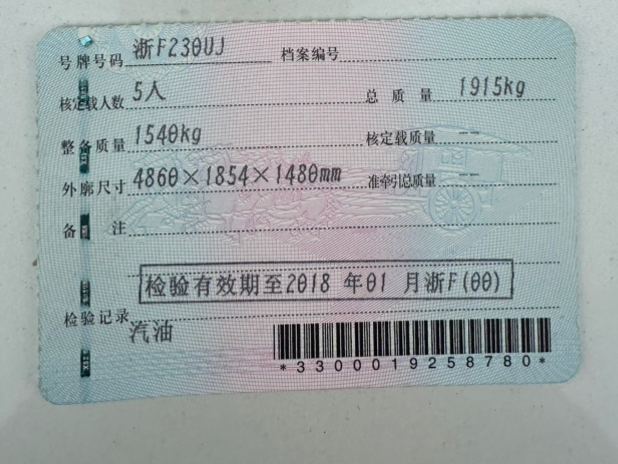 号牌号码 浙F230UJ 档案编号
核定载人数 5人 总质量 1915kg
整备质量 1540kg 核定载质量 --
外廓尺寸 4860×1854×1480mm 准牵引总质量 --
备注
检验有效期至2018年01月浙F(00)
检验记录
汽油
*3300019258780*